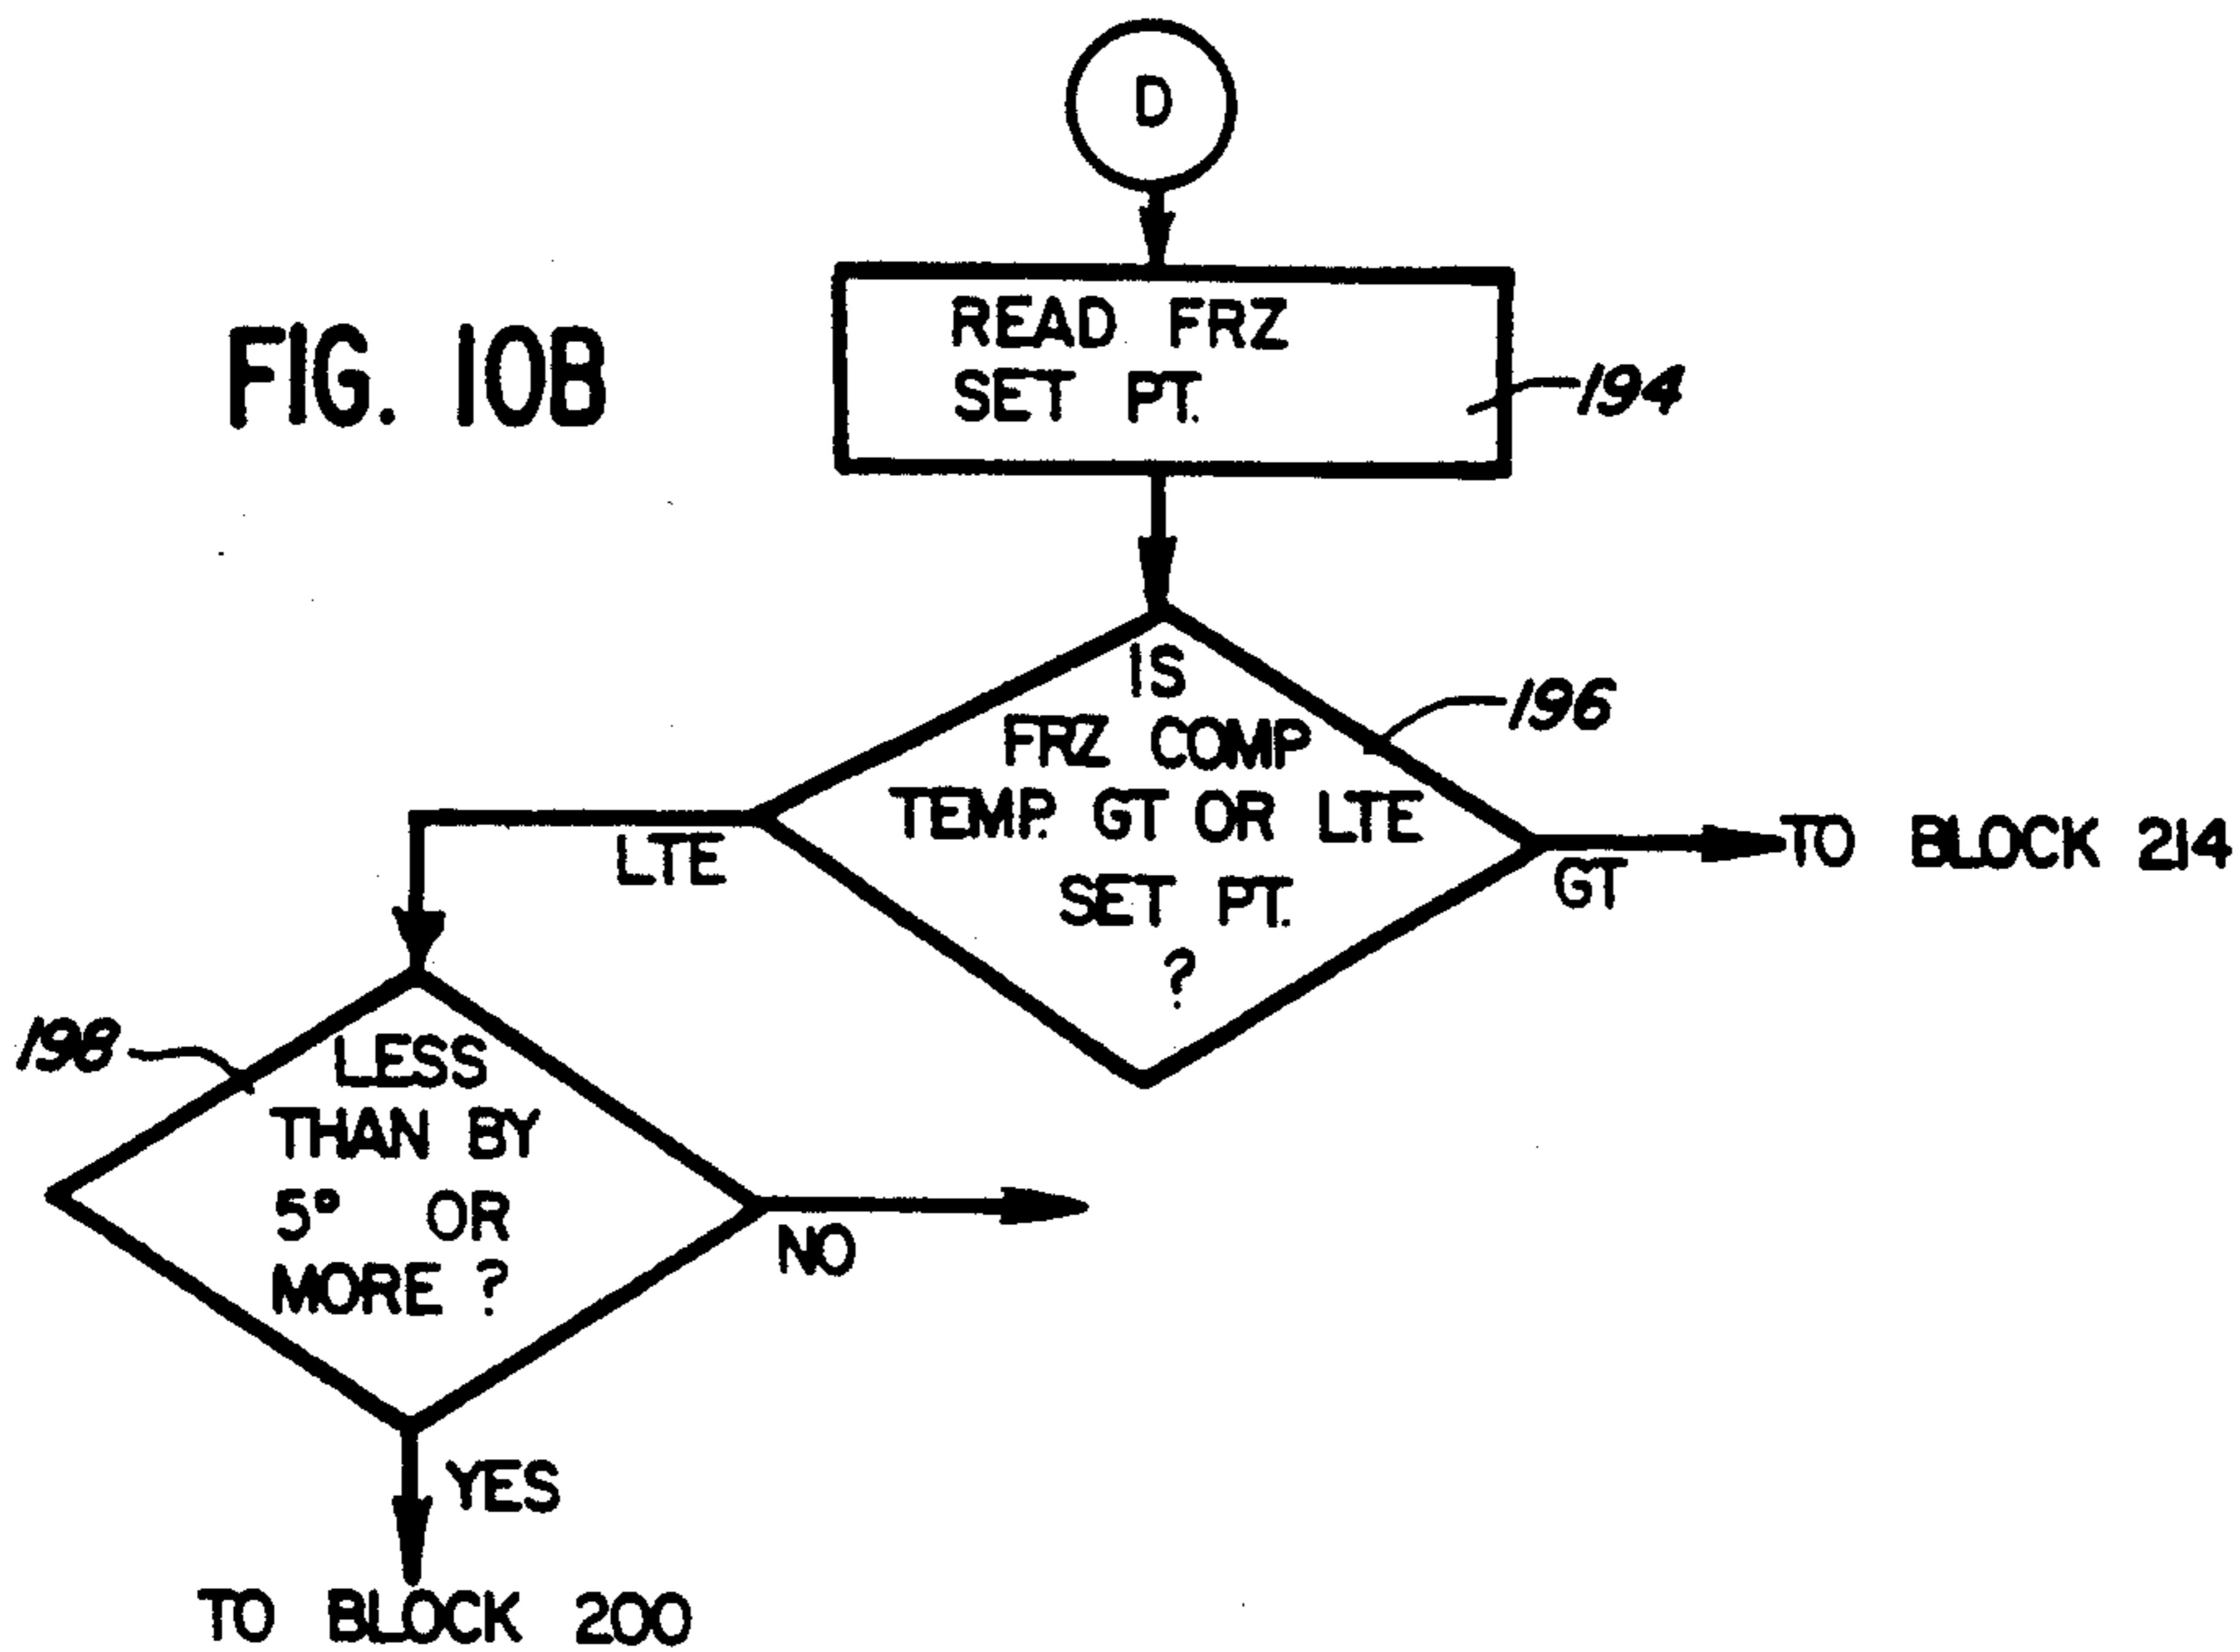 D
FIG. 10B
READ FRZ
SET PT.
194
IS
FRZ COMP
TEMP. GT OR LTE
SET PT.
?
196
LTE
GT
TO BLOCK 214
198
LESS
THAN BY
5° OR
MORE ?
NO
YES
TO BLOCK 200